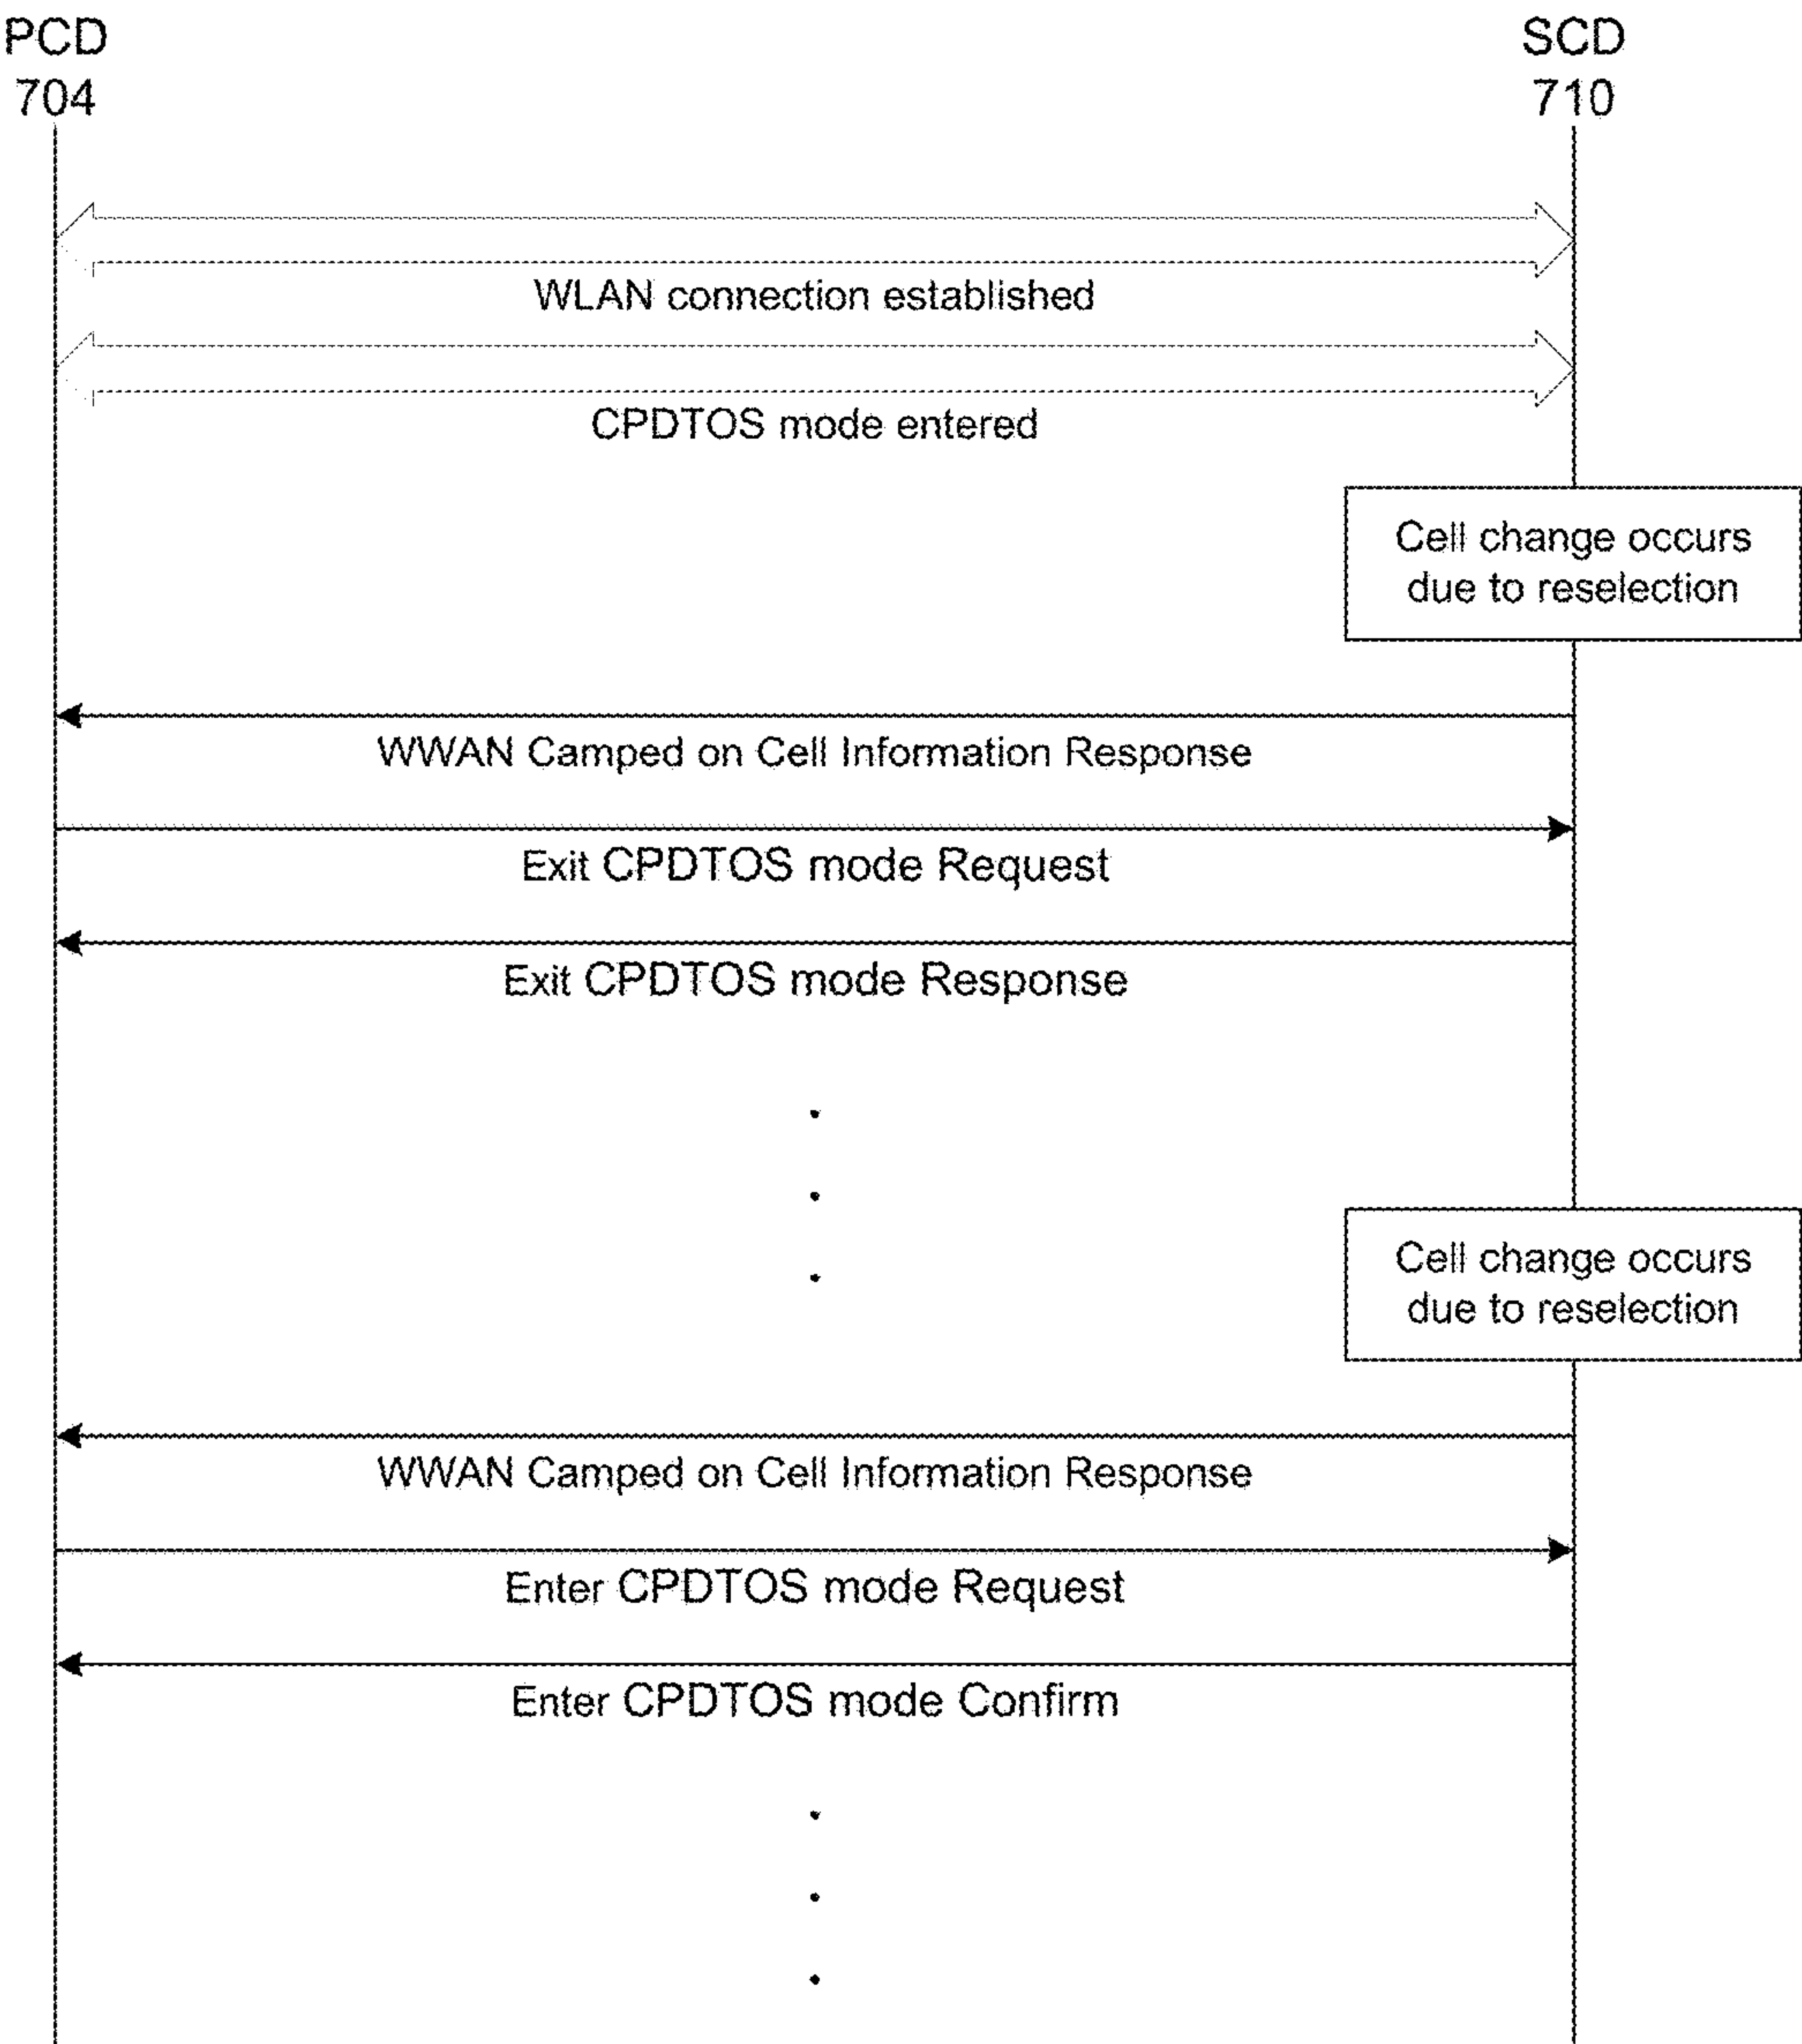 PCD
704
SCD
710
WLAN connection established
CPDTOS mode entered
Cell change occurs
due to reselection
WWAN Camped on Cell Information Response
Exit CPDTOS mode Request
Exit CPDTOS mode Response
Cell change occurs
due to reselection
WWAN Camped on Cell Information Response
Enter CPDTOS mode Request
Enter CPDTOS mode Confirm